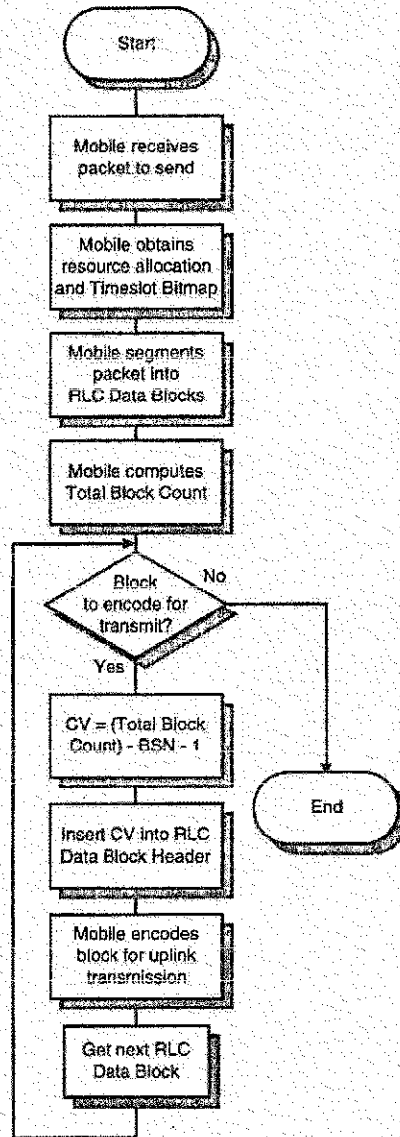 Start
Mobile receives
packet to send
Mobile obtains
resource allocation
and Timeslot Bitmap
Mobile segments
packet into
RLC Data Blocks
Mobile computes
Total Block Count
Block
to encode for
transmit?
No
Yes
CV = (Total Block
Count) - BSN - 1
End
Insert CV into RLC
Data Block Header
Mobile encodes
block for uplink
transmission
Get next RLC
Data Block